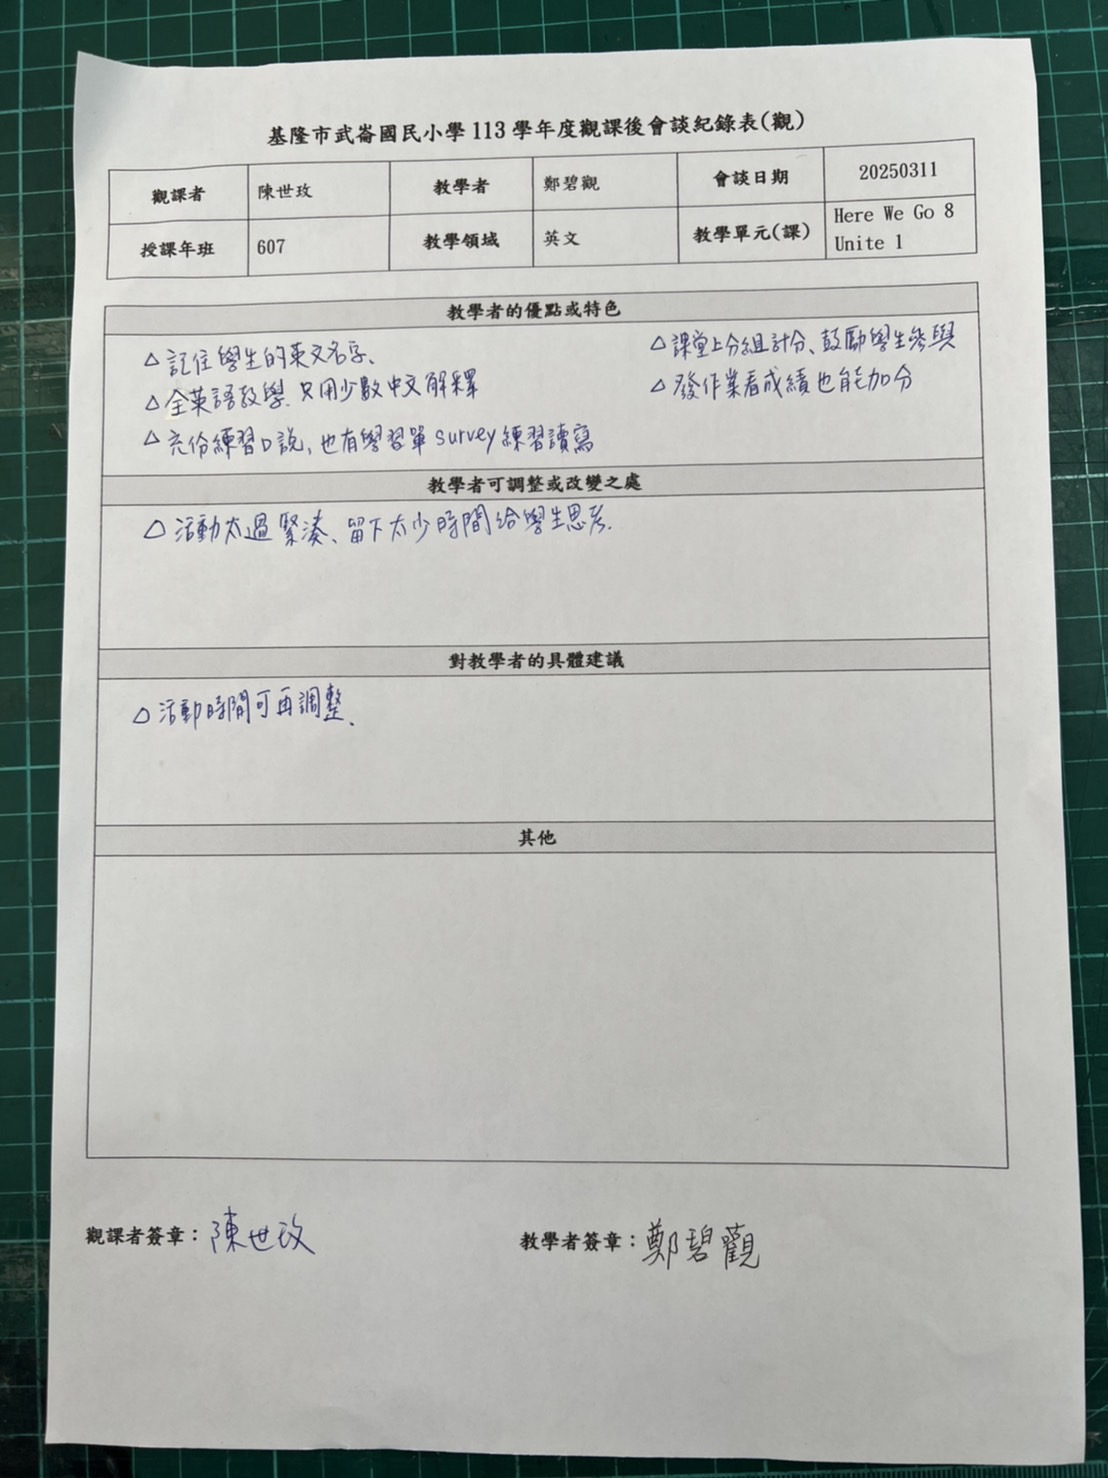 基隆市武崙國民小學113學年度觀課後會談紀錄表(觀)
觀課者 陳世玫 教學者 鄭碧觀 會談日期 20250311
授課年班 607 教學領域 英文 教學單元(課) Here We Go 8
Unite 1
教學者的優點或特色
△記住學生的英文名字、
△全英語教學.只用少數中文解釋
△充份練習口說,也有學習單survey練習讀寫
△課堂上分組計分、鼓勵學生參與
△發作業看成績也能加分
教學者可調整或改變之處
△活動太過緊湊、留下太少時間給學生思考.
對教學者的具體建議
△活動時間可再調整、
其他
觀課者簽章：陳世玫
教學者簽章：鄭碧觀